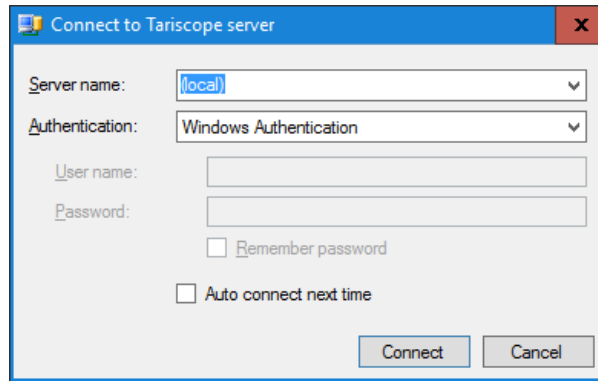 Connect to Tariscope server
Server name: (local)
Authentication: Windows Authentication
User name:
Password:
Remember password
Auto connect next time
Connect Cancel